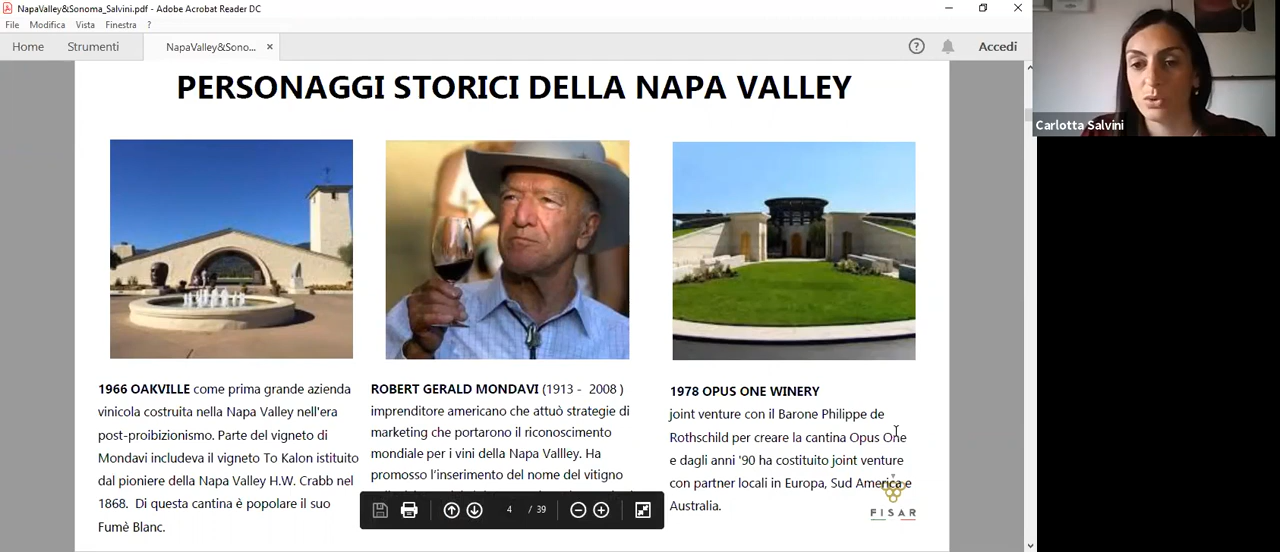 NapaValley&Sonoma_Salvini.pdf - Adobe Acrobat Reader DC
File Modifica Vista Finestra ?
Home Strumenti NapaValley&Sono... Accedi
Carlotta Salvini
PERSONAGGI STORICI DELLA NAPA VALLEY
1966 OAKVILLE come prima grande azienda
vinicola costruita nella Napa Valley nell'era
post-proibizionismo. Parte del vigneto di
Mondavi includeva il vigneto To Kalon istituito
dal pioniere della Napa Valley H.W. Crabb nel
1868. Di questa cantina è popolare il suo
Fumè Blanc.
ROBERT GERALD MONDAVI (1913 - 2008 )
imprenditore americano che attuò strategie di
marketing che portarono il riconoscimento
mondiale per i vini della Napa Vallley. Ha
promosso l'inserimento del nome del vitigno
1978 OPUS ONE WINERY
joint venture con il Barone Philippe de
Rothschild per creare la cantina Opus One
e dagli anni '90 ha costituito joint venture
con partner locali in Europa, Sud America e
Australia.
FISAR
4 / 39